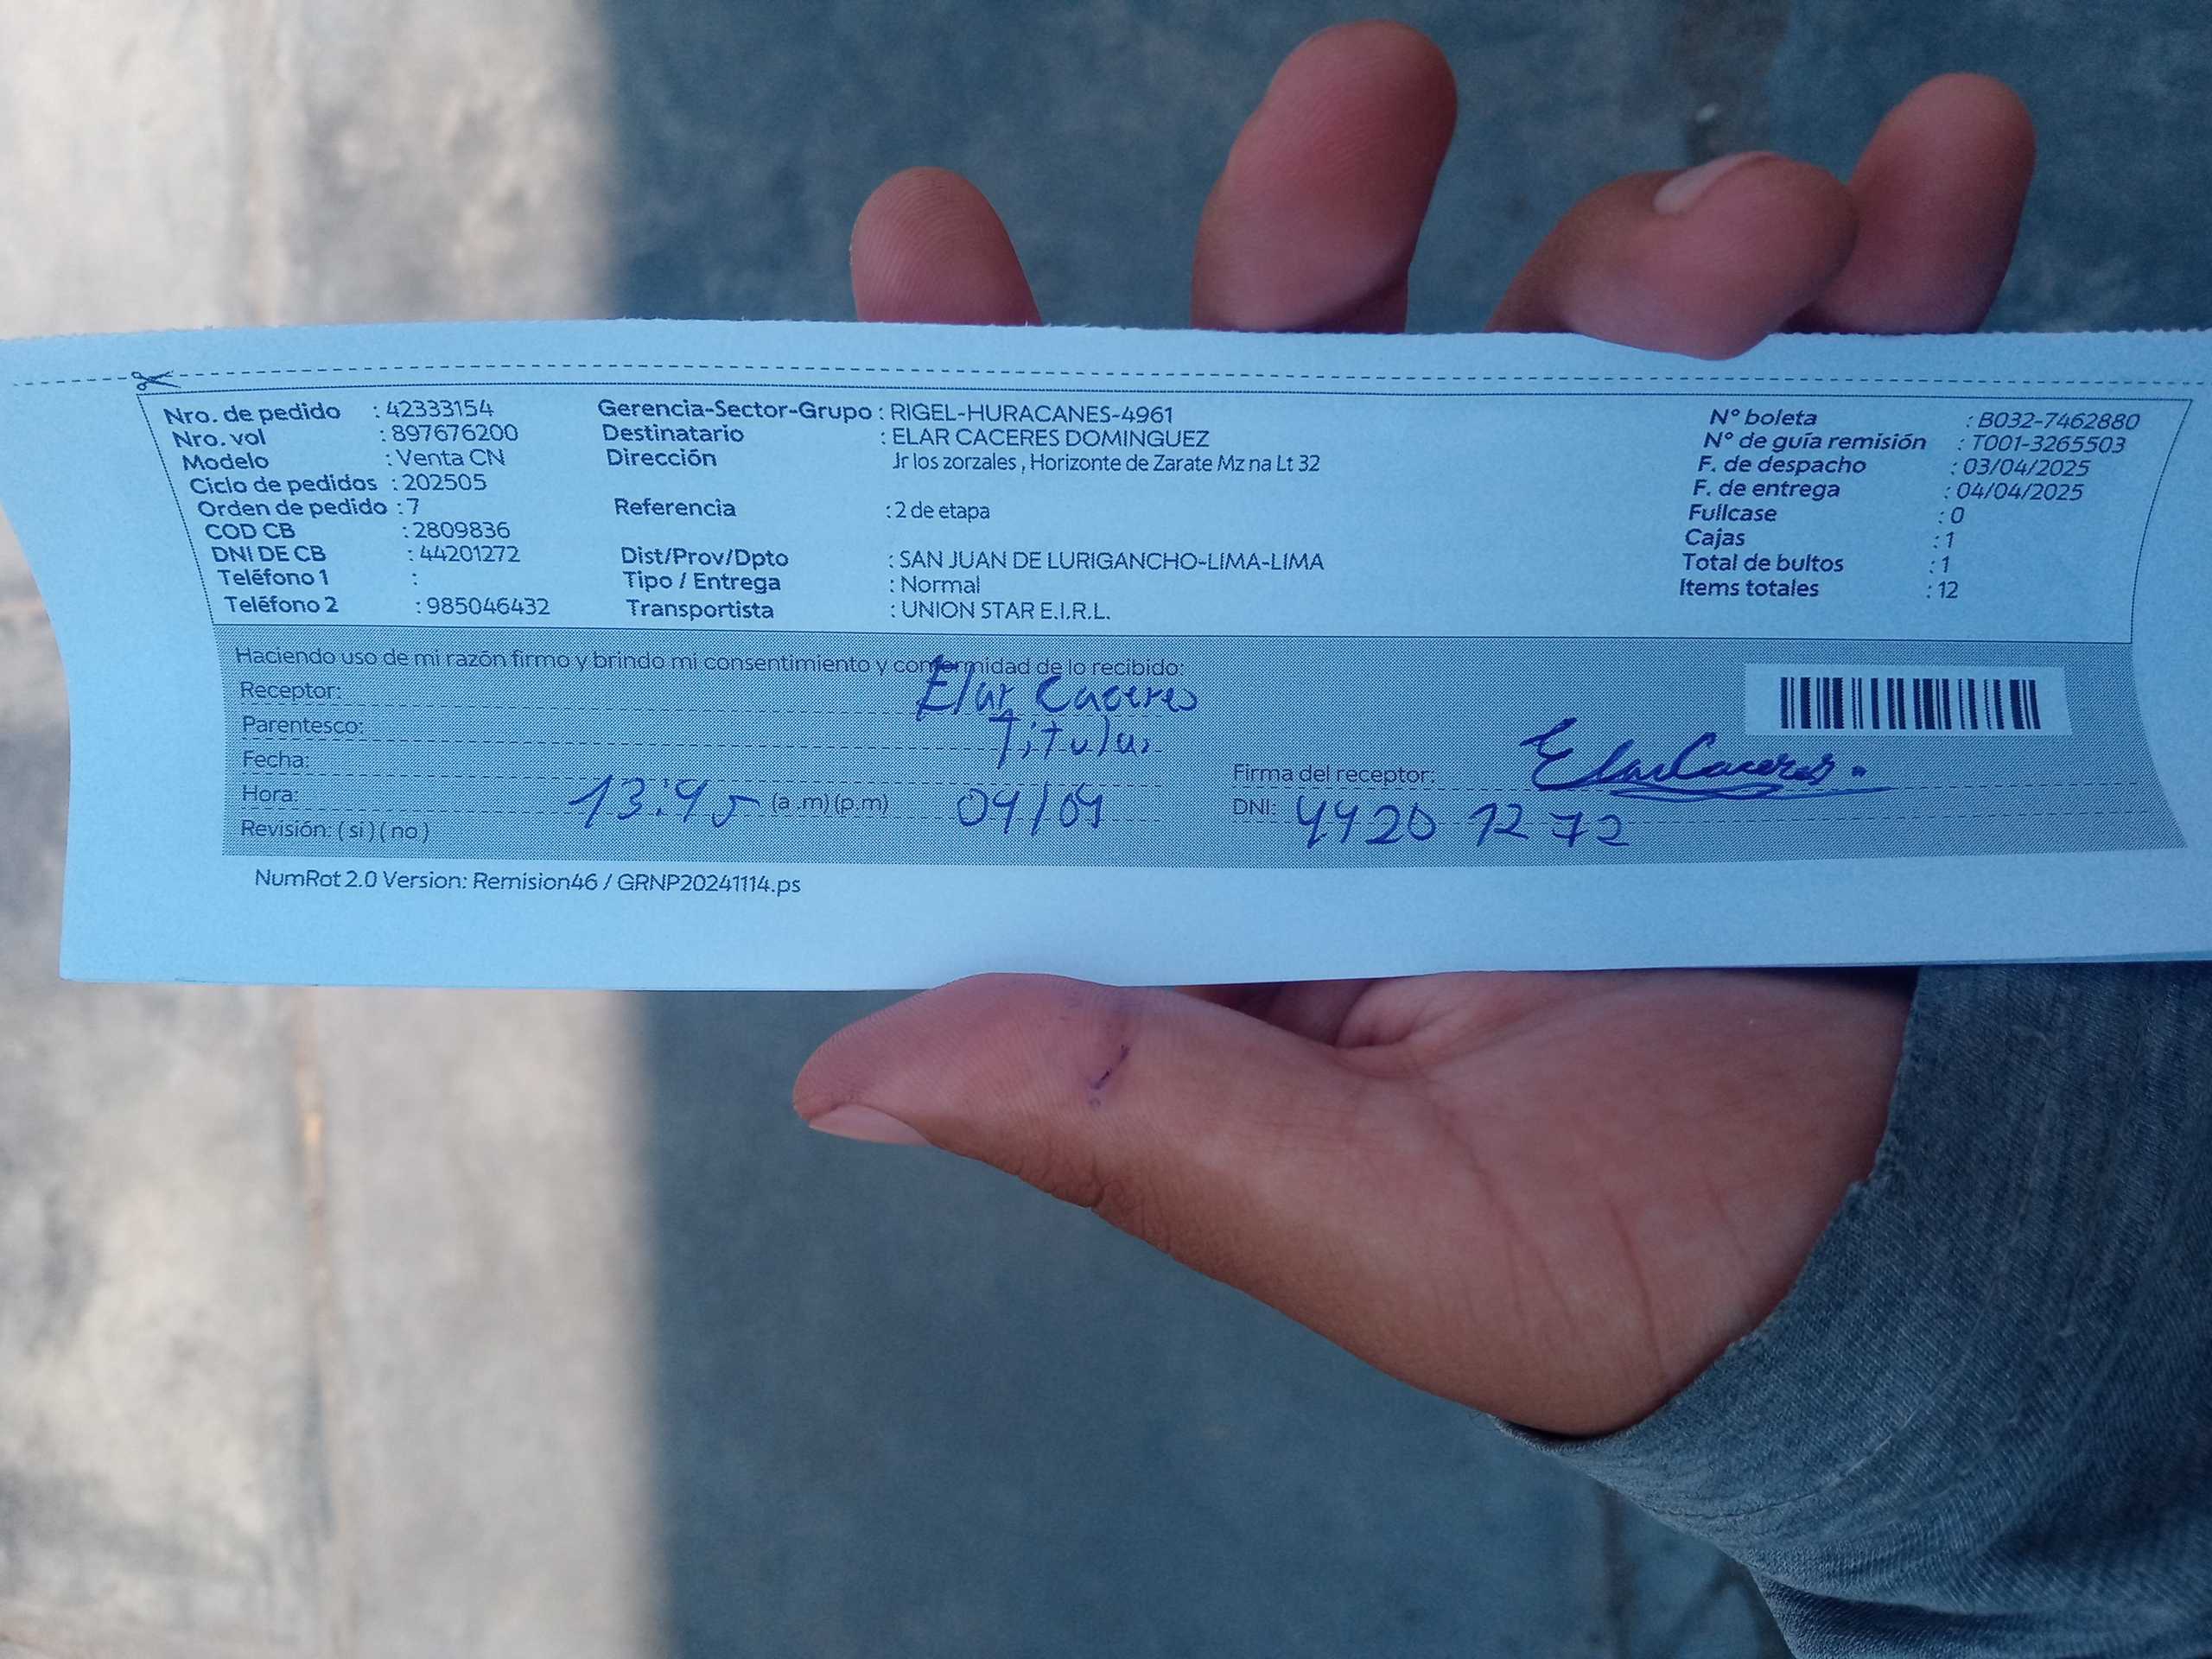 Nro. de pedido : 42333154 Gerencia-Sector-Grupo : RIGEL-HURACANES-4961 N° boleta : B032-7462880
Nro. vol : 897676200 Destinatario : ELAR CACERES DOMINGUEZ N° de guía remisión : T001-3265503
Modelo : Venta CN Dirección Jr los zorzales , Horizonte de Zarate Mz na Lt 32 F. de despacho : 03/04/2025
Ciclo de pedidos : 202505 F. de entrega : 04/04/2025
Orden de pedido : 7 Referencia : 2 de etapa Fullcase : 0
COD CB : 2809836 Cajas : 1
DNI DE CB : 44201272 Dist/Prov/Dpto : SAN JUAN DE LURIGANCHO-LIMA-LIMA Total de bultos : 1
Teléfono 1 : Tipo / Entrega : Normal Items totales : 12
Teléfono 2 : 985046432 Transportista : UNION STAR E.I.R.L.
Haciendo uso de mi razón firmo y brindo mi consentimiento y conformidad de lo recibido:
Receptor: Elar Caceres
Parentesco: Titular
Fecha: Firma del receptor: Elar Caceres.
Hora: 13:45 (a .m) (p.m) 04/04 DNI: 44201272
Revisión: ( si ) ( no )
NumRot 2.0 Version: Remision46 / GRNP20241114.ps